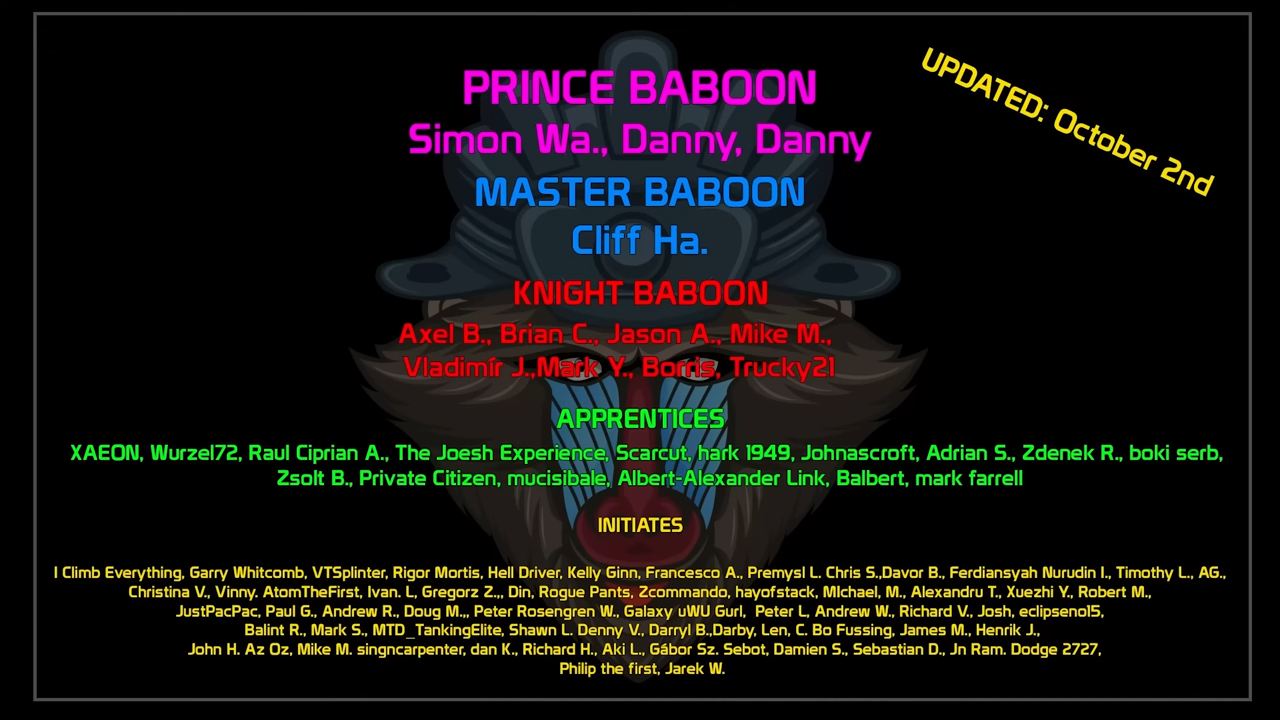 PRINCE BABOON
UPDATED: October 2nd
Simon Wa., Danny, Danny
MASTER BABOON
Cliff Ha.
KNIGHT BABOON
Axel B., Brian C., Jason A., Mike M.,
Vladimír J.,Mark Y., Borris, Trucky21
APPRENTICES
XAEON, Wurzel72, Raul Ciprian A., The Joesh Experience, Scarcut, hark 1949, Johnascroft, Adrian S., Zdenek R., boki serb,
Zsolt B., Private Citizen, mucisibale, Albert-Alexander Link, Balbert, mark farrell
INITIATES
I Climb Everything, Garry Whitcomb, VTSplinter, Rigor Mortis, Hell Driver, Kelly Ginn, Francesco A., Premysl L. Chris S.,Davor B., Ferdiansyah Nurudin I., Timothy L., AG.,
Christina V., Vinny. AtomTheFirst, Ivan. L, Gregorz Z.,, Din, Rogue Pants, Zcommando, hayofstack, MIchael, M., Alexandru T., Xuezhi Y., Robert M.,
JustPacPac, Paul G., Andrew R., Doug M.,, Peter Rosengren W., Galaxy uWU Gurl, Peter L, Andrew W., Richard V., Josh, eclipseno15,
Balint R., Mark S., MTD_TankingElite, Shawn L. Denny V., Darryl B.,Darby, Len, C. Bo Fussing, James M., Henrik J.,
John H. Az Oz, Mike M. singncarpenter, dan K., Richard H., Aki L., Gábor Sz. Sebot, Damien S., Sebastian D., Jn Ram. Dodge 2727,
Philip the first, Jarek W.